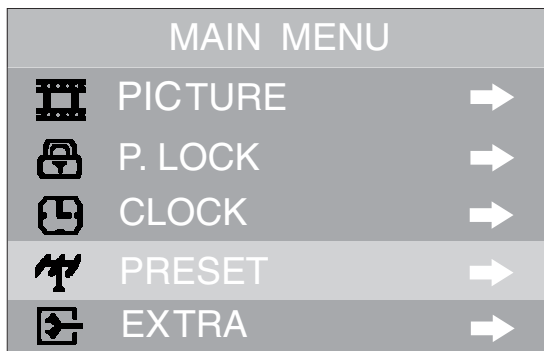 MAIN MENU
PICTURE
P. LOCK
CLOCK
PRESET
EXTRA